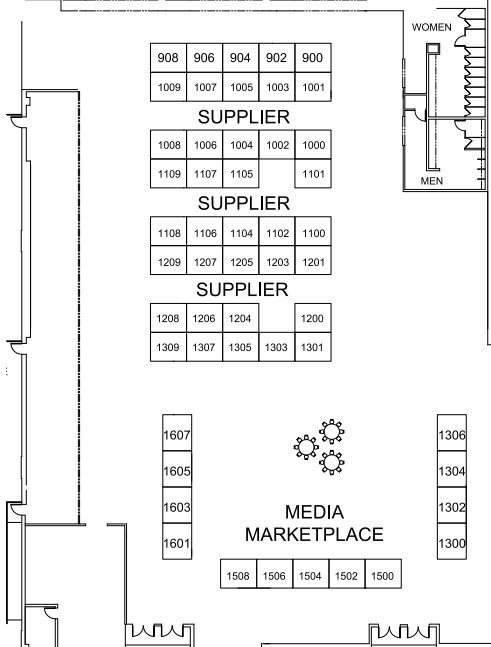 WOMEN
908 906 904 902 900
1009 1007 1005 1003 1001
SUPPLIER
1008 1006 1004 1002 1000
1109 1107 1105 1101
MEN
SUPPLIER
1108 1106 1104 1102 1100
1209 1207 1205 1203 1201
SUPPLIER
1208 1206 1204 1200
1309 1307 1305 1303 1301
1607 1306
1605 1304
1603 1302
MEDIA
MARKETPLACE
1601 1300
1508 1506 1504 1502 1500